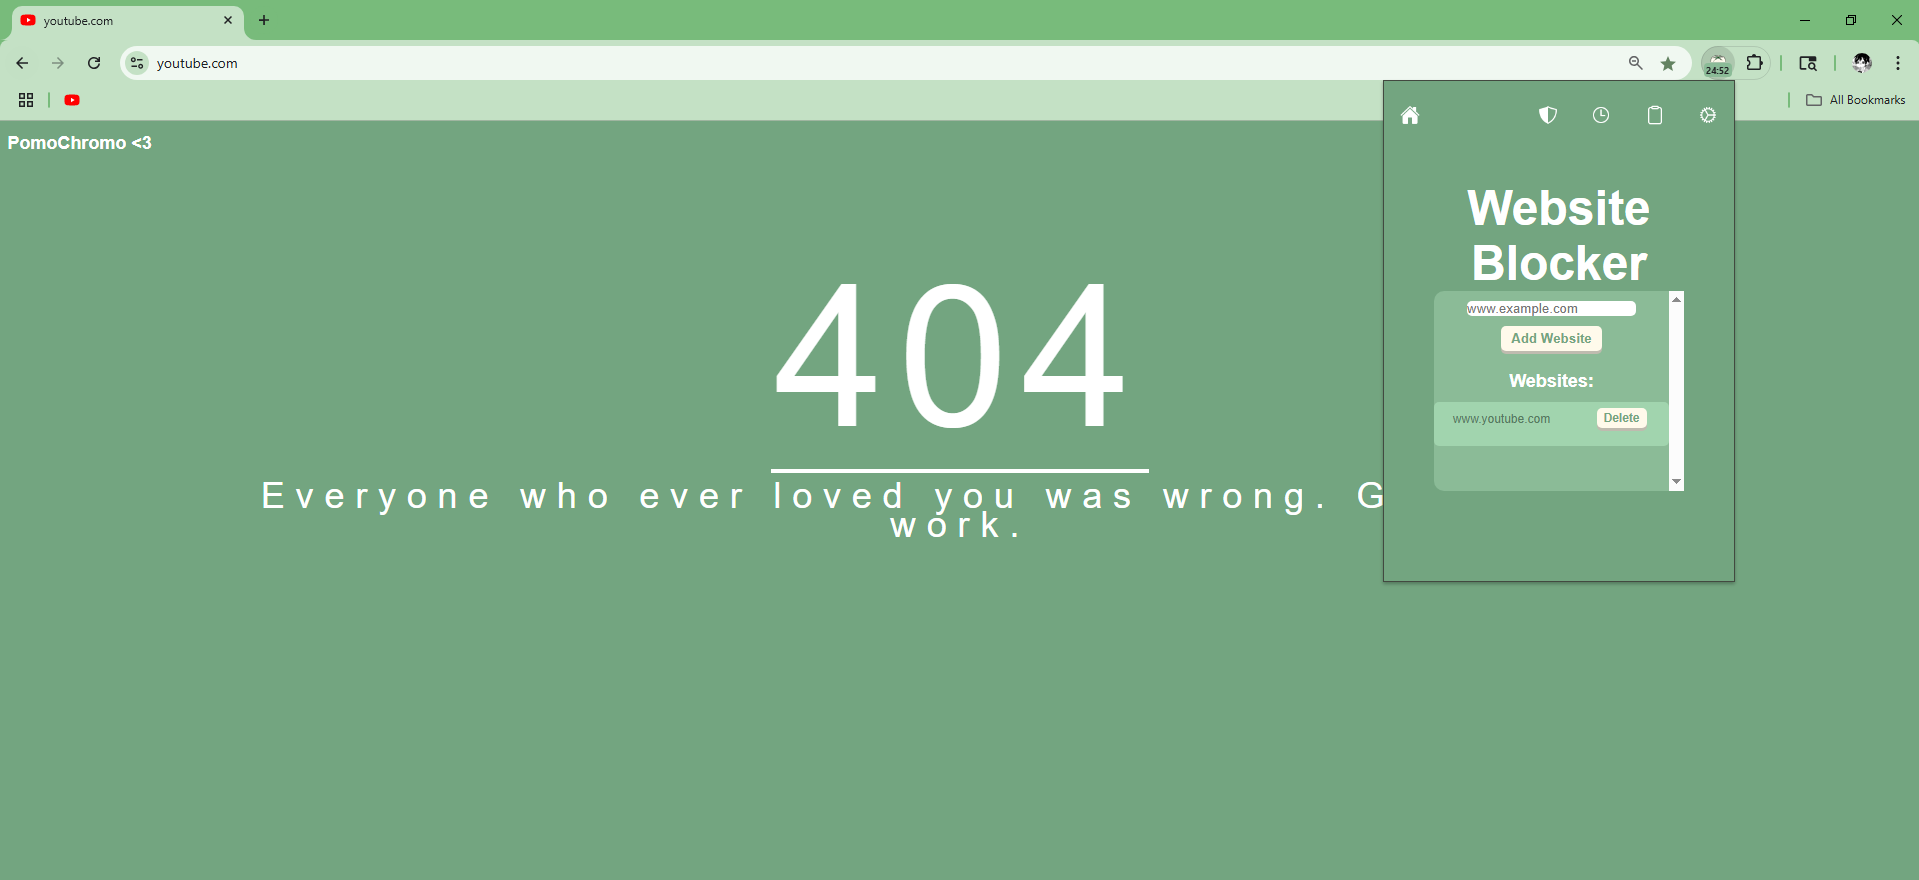 youtube.com
youtube.com
24:52
All Bookmarks
PomoChromo <3
404
Everyone who ever loved you was wrong. G
work.
Website
Blocker
www.example.com
Add Website
Websites:
www.youtube.com
Delete